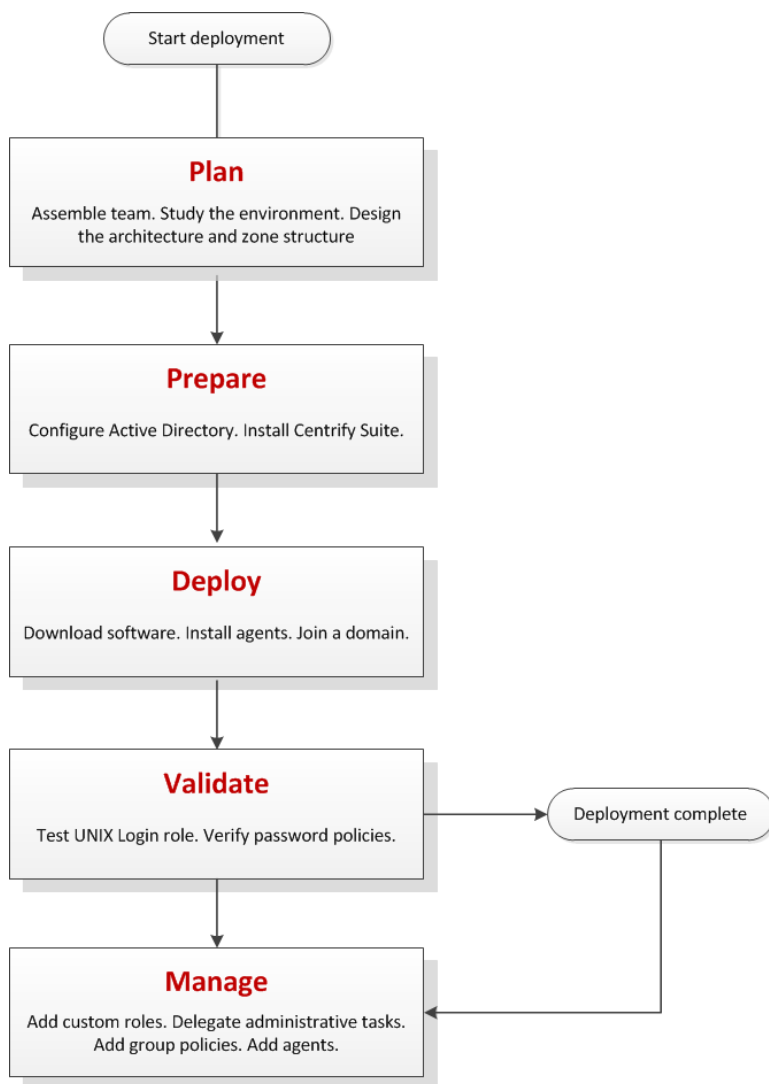 Start deployment
Plan
Assemble team. Study the environment. Design
the architecture and zone structure
Prepare
Configure Active Directory. Install Centrify Suite.
Deploy
Download software. Install agents. Join a domain.
Validate
Test UNIX Login role. Verify password policies.
Deployment complete
Manage
Add custom roles. Delegate administrative tasks.
Add group policies. Add agents.